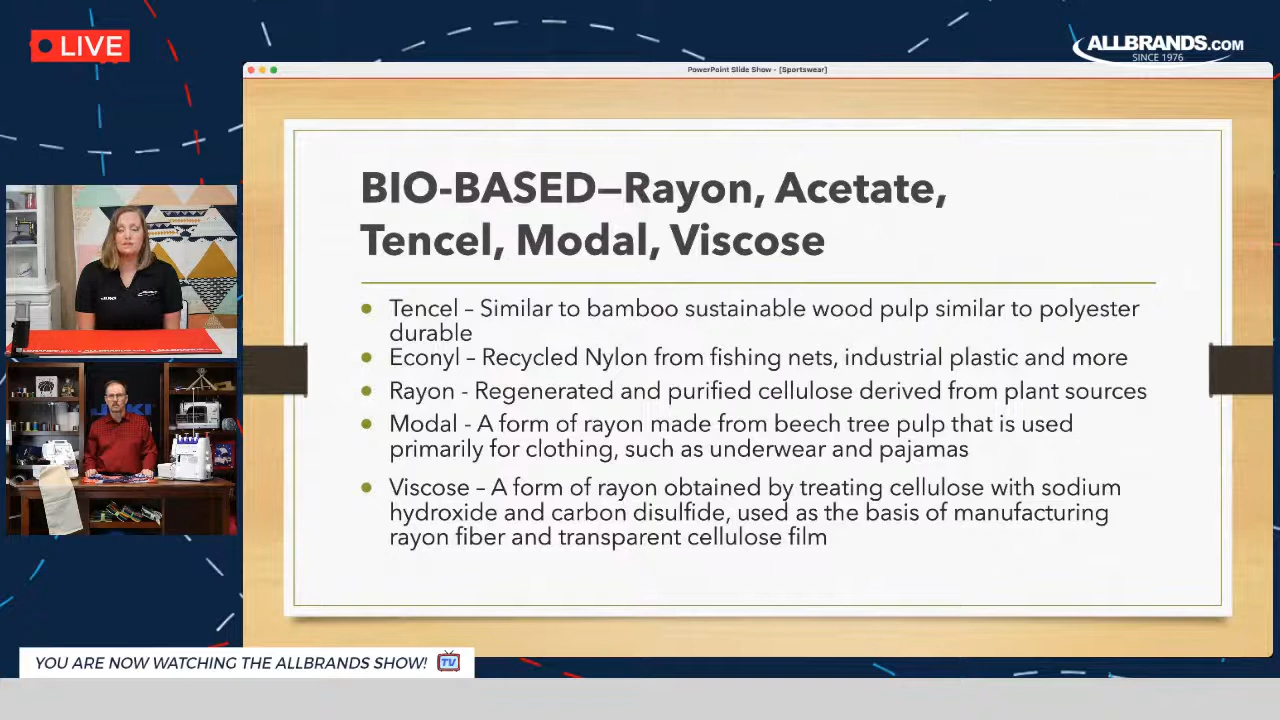 LIVE
ALLBRANDS.COM
SINCE 1976
PowerPoint Slide Show - [Sportswear]
BIO-BASED—Rayon, Acetate,
Tencel, Modal, Viscose
Tencel – Similar to bamboo sustainable wood pulp similar to polyester
durable
Econyl – Recycled Nylon from fishing nets, industrial plastic and more
Rayon - Regenerated and purified cellulose derived from plant sources
Modal - A form of rayon made from beech tree pulp that is used
primarily for clothing, such as underwear and pajamas
Viscose – A form of rayon obtained by treating cellulose with sodium
hydroxide and carbon disulfide, used as the basis of manufacturing
rayon fiber and transparent cellulose film
JUKI
JUKI
YOU ARE NOW WATCHING THE ALLBRANDS SHOW!
TV